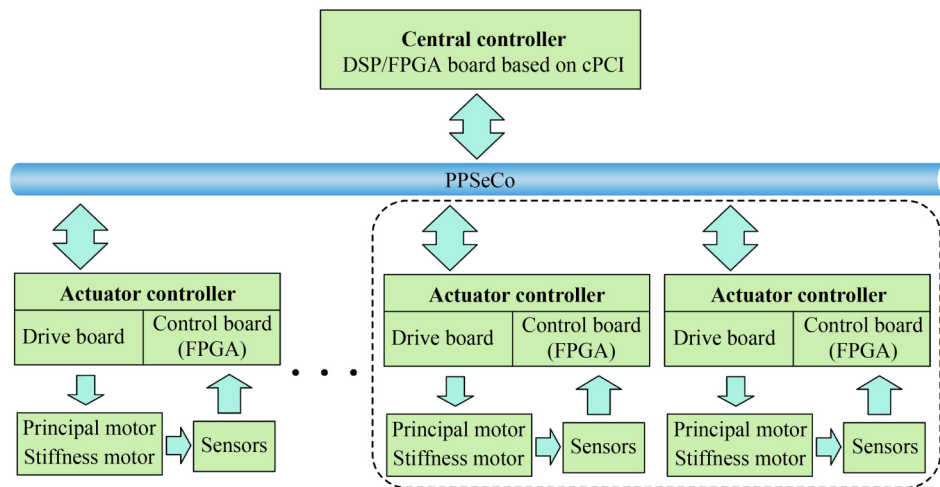 Central controller
DSP/FPGA board based on cPCI
PPSeCo
Actuator controller
Drive board
Control board
(FPGA)
Principal motor
Stiffness motor
Sensors
. . .
Actuator controller
Drive board
Control board
(FPGA)
Principal motor
Stiffness motor
Sensors
Actuator controller
Drive board
Control board
(FPGA)
Principal motor
Stiffness motor
Sensors